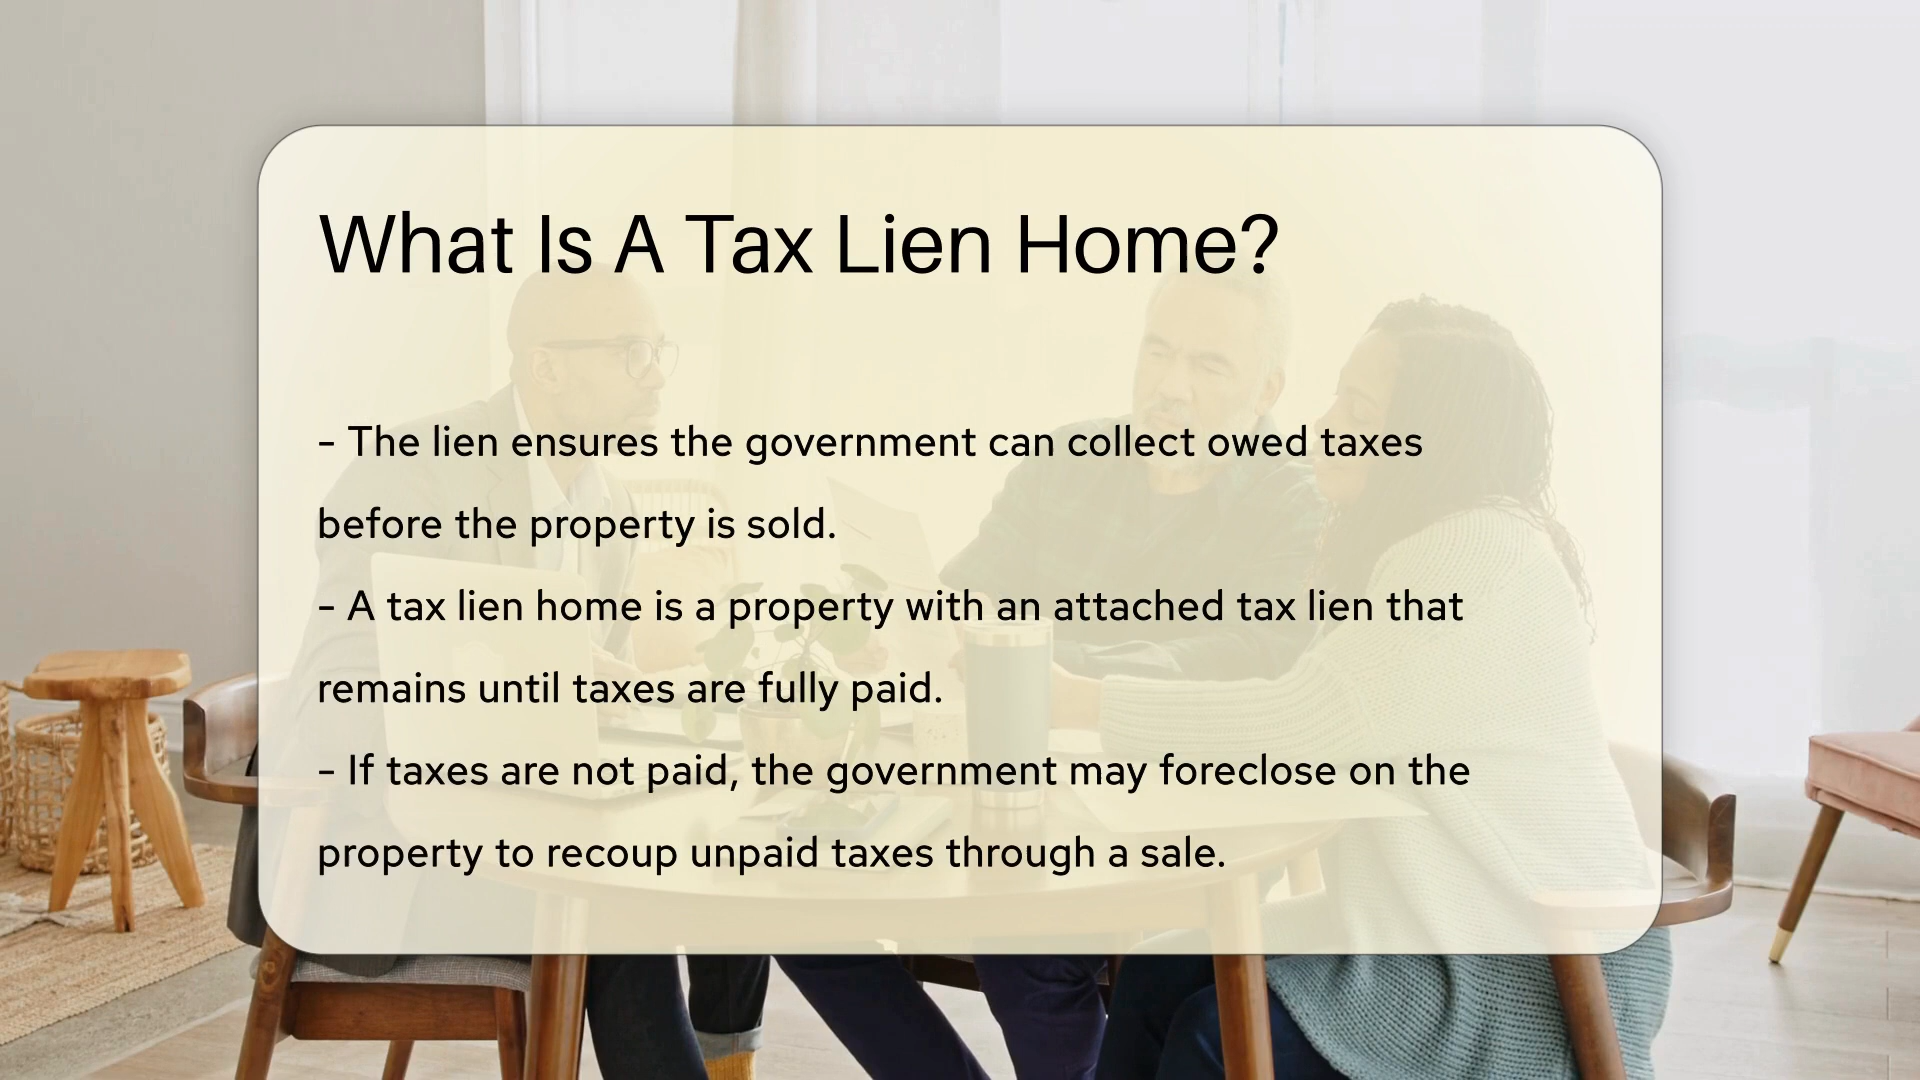 What Is A Tax Lien Home?
- The lien ensures the government can collect owed taxes
before the property is sold.
- A tax lien home is a property with an attached tax lien that
remains until taxes are fully paid.
- If taxes are not paid, the government may foreclose on the
property to recoup unpaid taxes through a sale.